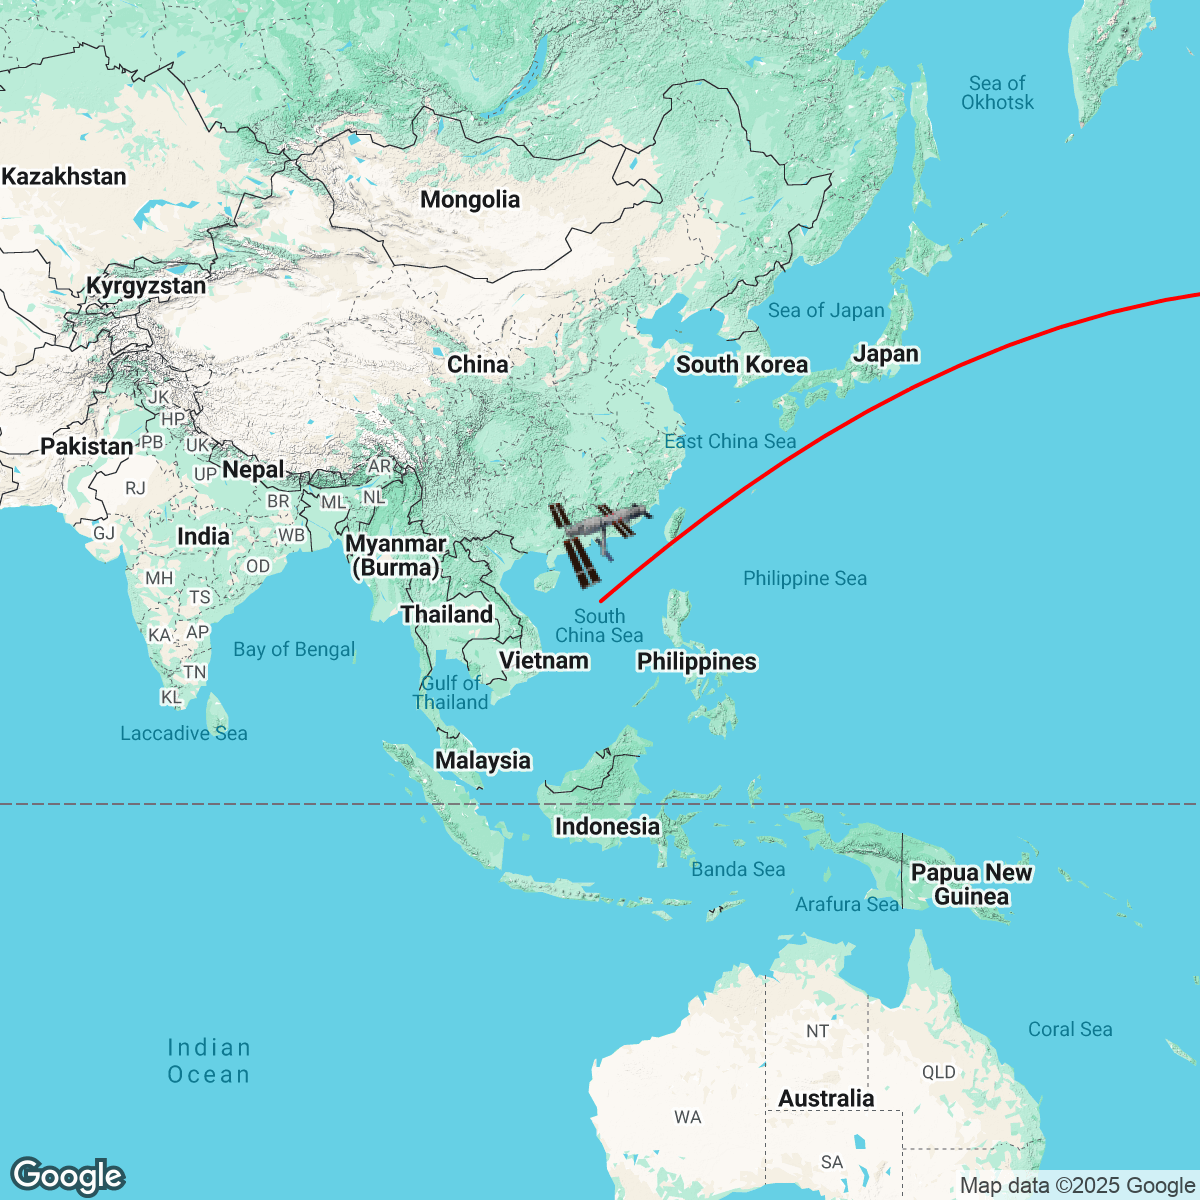 Sea of
Okhotsk
Kazakhstan
Mongolia
Kyrgyzstan
Sea of Japan
Japan
China
South Korea
JK
HP
Pakistan
PB
UK
East China Sea
Nepal
AR
UP
RJ
BR
ML
NL
GJ
India
WB
Myanmar
(Burma)
OD
Philippine Sea
MH
TS
Thailand
South
China Sea
KA
AP
Bay of Bengal
Vietnam
Philippines
TN
KL
Gulf of
Thailand
Laccadive Sea
Malaysia
Indonesia
Banda Sea
Papua New
Guinea
Arafura Sea
NT
Coral Sea
Indian
Ocean
QLD
Australia
WA
SA
Google
Map data ©2025 Google